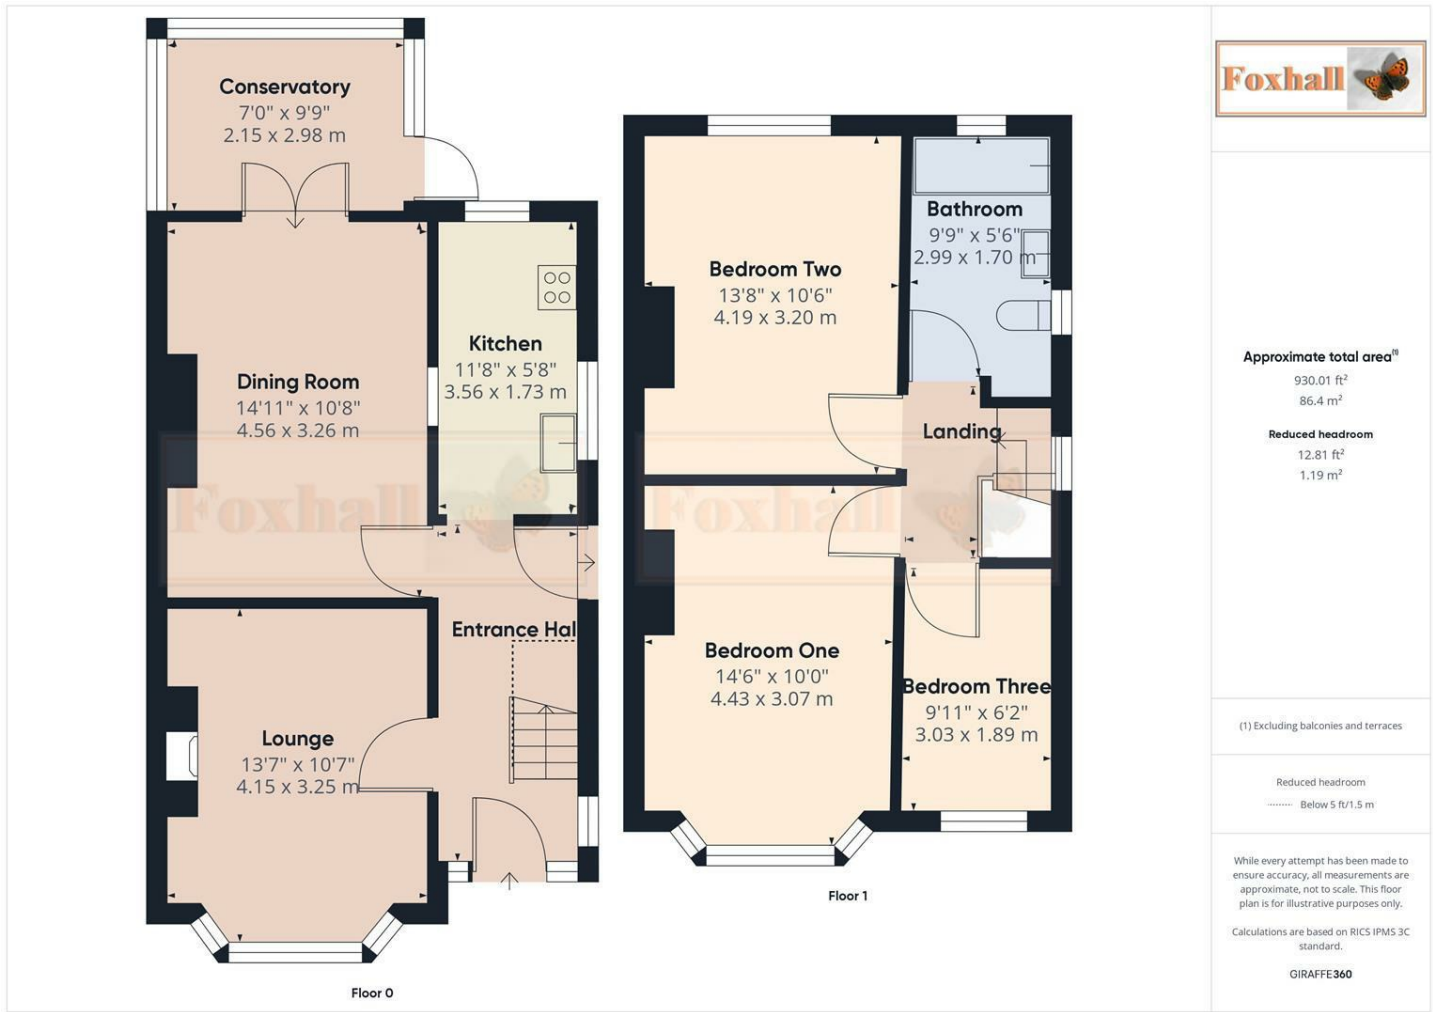 Conservatory
7'0" x 9'9"
2.15 x 2.98 m
Dining Room
14'11" x 10'8"
4.56 x 3.26 m
Kitchen
11'8" x 5'8"
3.56 x 1.73 m
Entrance Hal
Lounge
13'7" x 10'7"
4.15 x 3.25 m
Foxhall
Floor 0
Bedroom Two
13'8" x 10'6"
4.19 x 3.20 m
Bathroom
9'9" x 5'6"
2.99 x 1.70 m
Landing
Foxhall
Bedroom One
14'6" x 10'0"
4.43 x 3.07 m
Bedroom Three
9'11" x 6'2"
3.03 x 1.89 m
Floor 1
Foxhall
Approximate total area(1)
930.01 ft²
86.4 m²
Reduced headroom
12.81 ft²
1.19 m²
(1) Excluding balconies and terraces
Reduced headroom
Below 5 ft/1.5 m
While every attempt has been made to
ensure accuracy, all measurements are
approximate, not to scale. This floor
plan is for illustrative purposes only.
Calculations are based on RICS IPMS 3C
standard.
GIRAFFE360